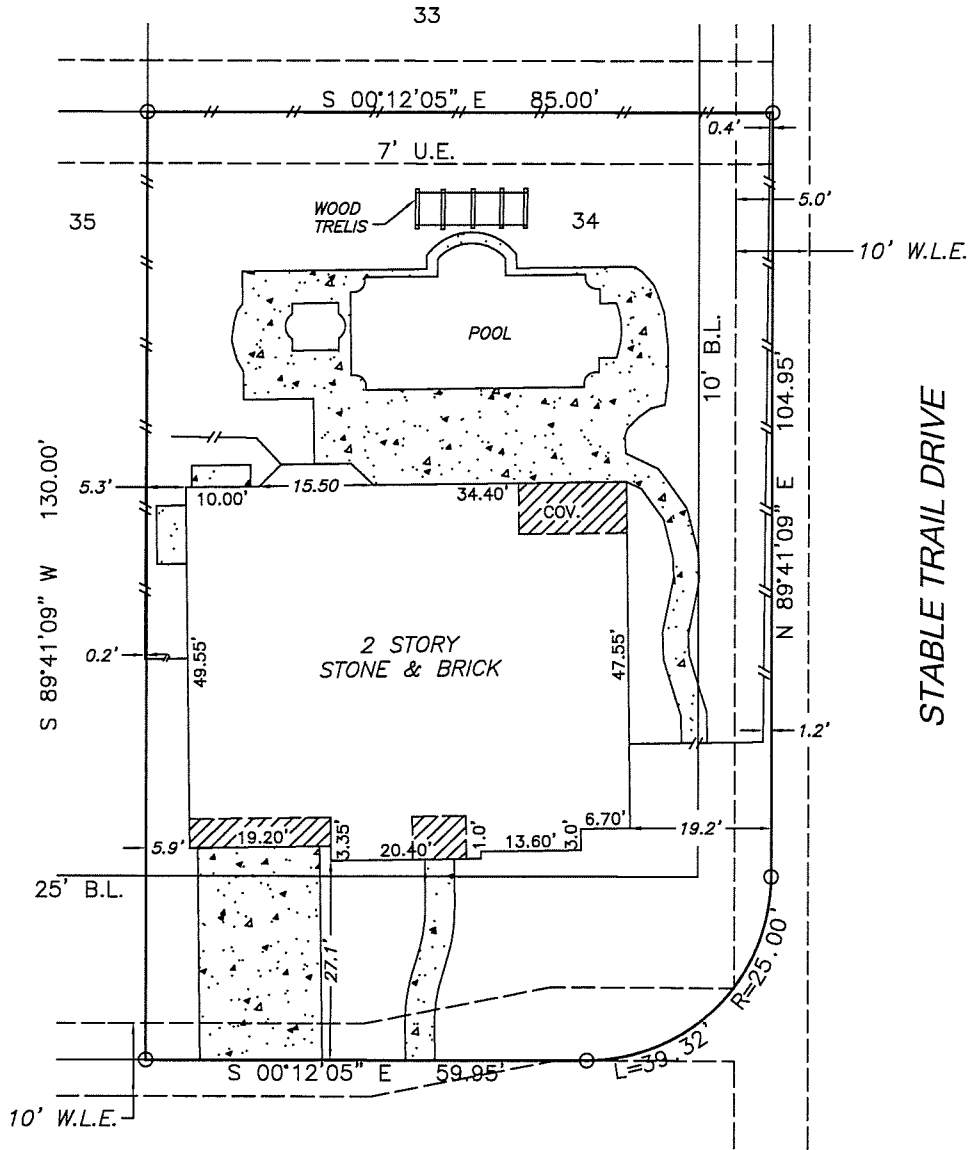 33
S 00°12'05" E 85.00'
0.4'
7' U.E.
WOOD
TRELIS
35
34
5.0'
10' W.L.E.
POOL
10' B.L.
N 89°41'09" E 104.95'
STABLE TRAIL DRIVE
S 89°41'09" W 130.00'
5.3'
10.00'
15.50
34.40'
COV.
2 STORY
STONE & BRICK
49.55'
47.55'
0.2'
1.2'
5.9'
19.20'
3.35'
20.40'
1.0'
13.60'
3.0'
6.70'
19.2'
25' B.L.
27.1'
R=25.00'
L=39.32'
S 00°12'05" E 59.95'
10' W.L.E.